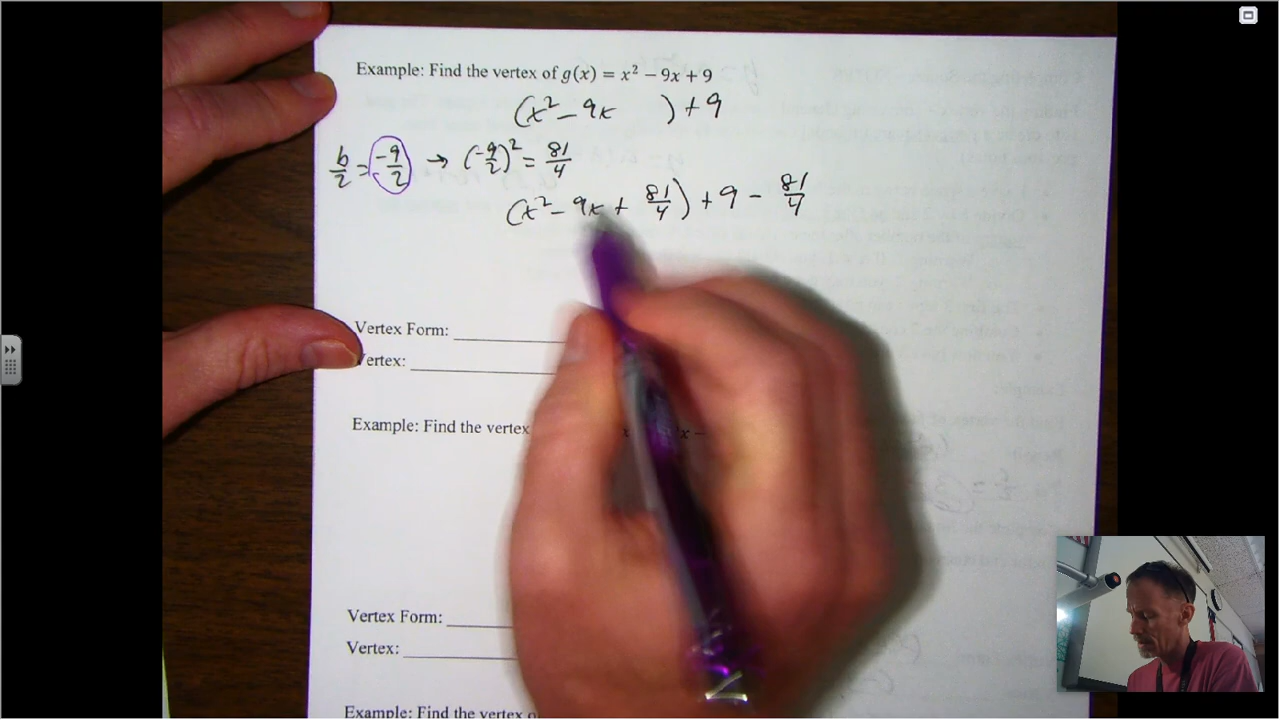 Example: Find the vertex of g(x) = x² − 9x + 9
(x² − 9x ) + 9
b/2 = -9/2 → (-9/2)² = 81/4
(x² − 9x + 81/4) + 9 − 81/4
Vertex Form:
Vertex:
Example: Find the vertex
Vertex Form:
Vertex:
Example: Find the vertex